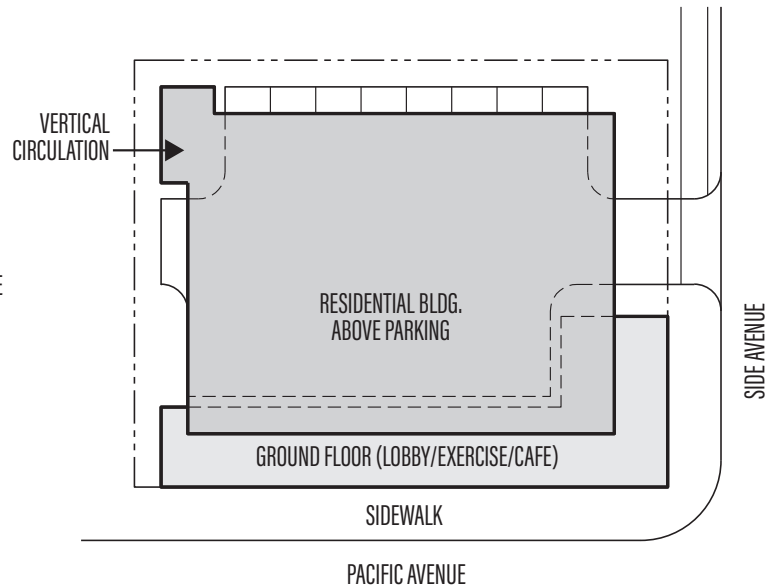 VERTICAL
CIRCULATION
RESIDENTIAL BLDG.
ABOVE PARKING
SIDE AVENUE
GROUND FLOOR (LOBBY/EXERCISE/CAFE)
SIDEWALK
PACIFIC AVENUE